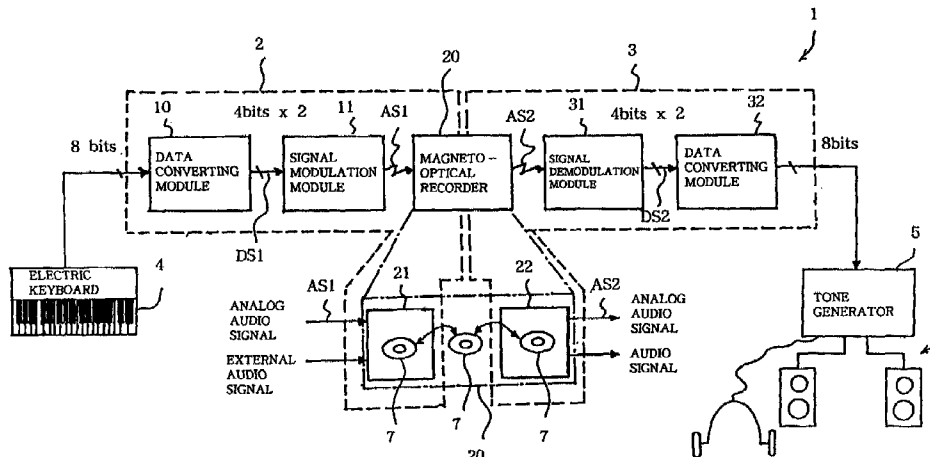 1
2
20
3
10
4bits x 2
11
AS1
AS2
31
4bits x 2
32
8 bits
8bits
DATA
CONVERTING
MODULE
SIGNAL
MODULATION
MODULE
MAGNETO-
OPTICAL
RECORDER
SIGNAL
DEMODULATION
MODULE
DATA
CONVERTING
MODULE
DS1
DS2
ELECTRIC
KEYBOARD
4
5
TONE
GENERATOR
AS1
21
22
AS2
ANALOG
AUDIO
SIGNAL
EXTERNAL
AUDIO
SIGNAL
ANALOG
AUDIO
SIGNAL
AUDIO
SIGNAL
7
7
7
20